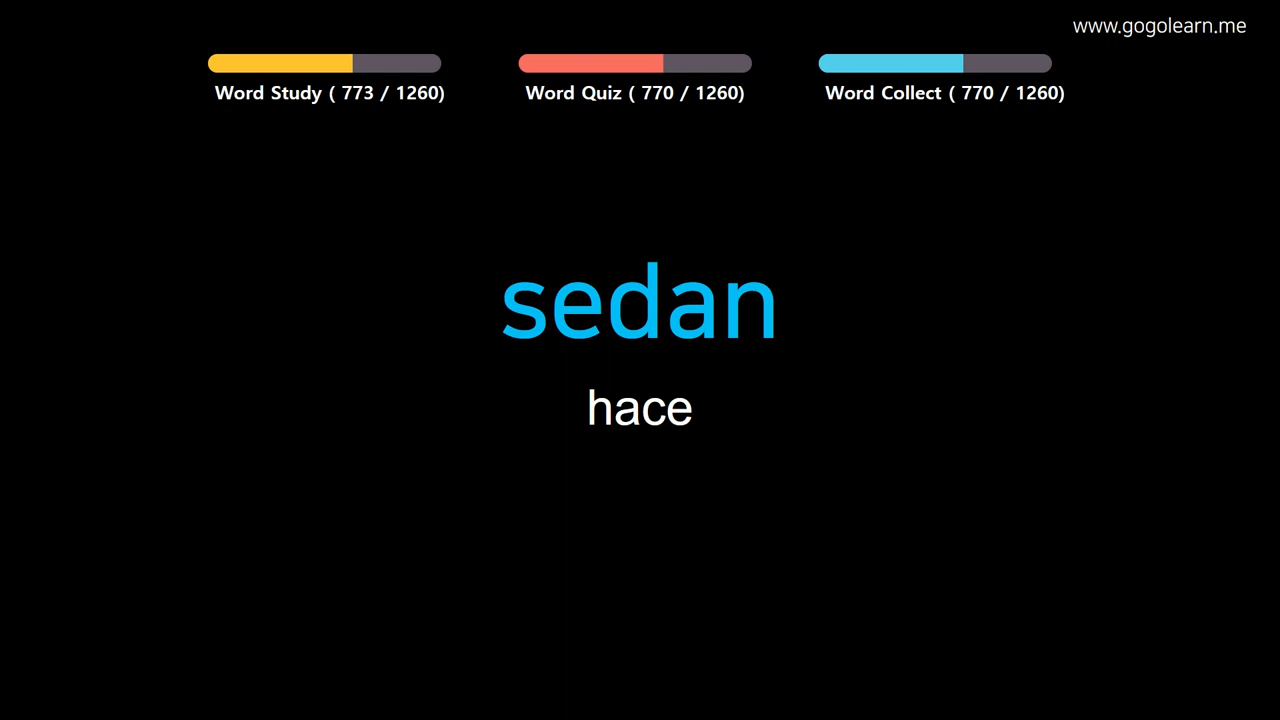 www.gogolearn.me
Word Study ( 773 / 1260)
Word Quiz ( 770 / 1260)
Word Collect ( 770 / 1260)
sedan
hace